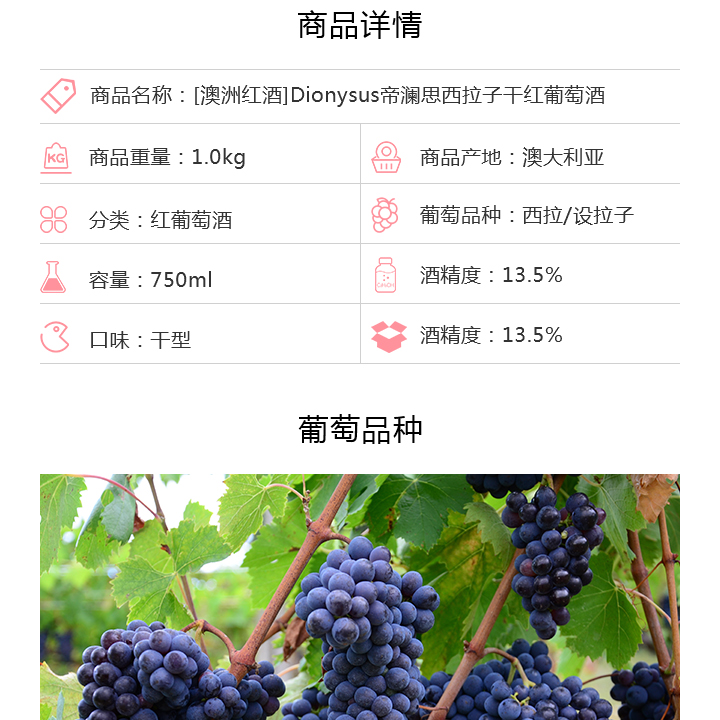 商品详情
商品名称：[澳洲红酒]Dionysus帝澜思西拉子干红葡萄酒
KG
商品重量：1.0kg
商品产地：澳大利亚
分类：红葡萄酒
葡萄品种：西拉/设拉子
容量：750ml
酒精度：13.5%
口味：干型
酒精度：13.5%
葡萄品种